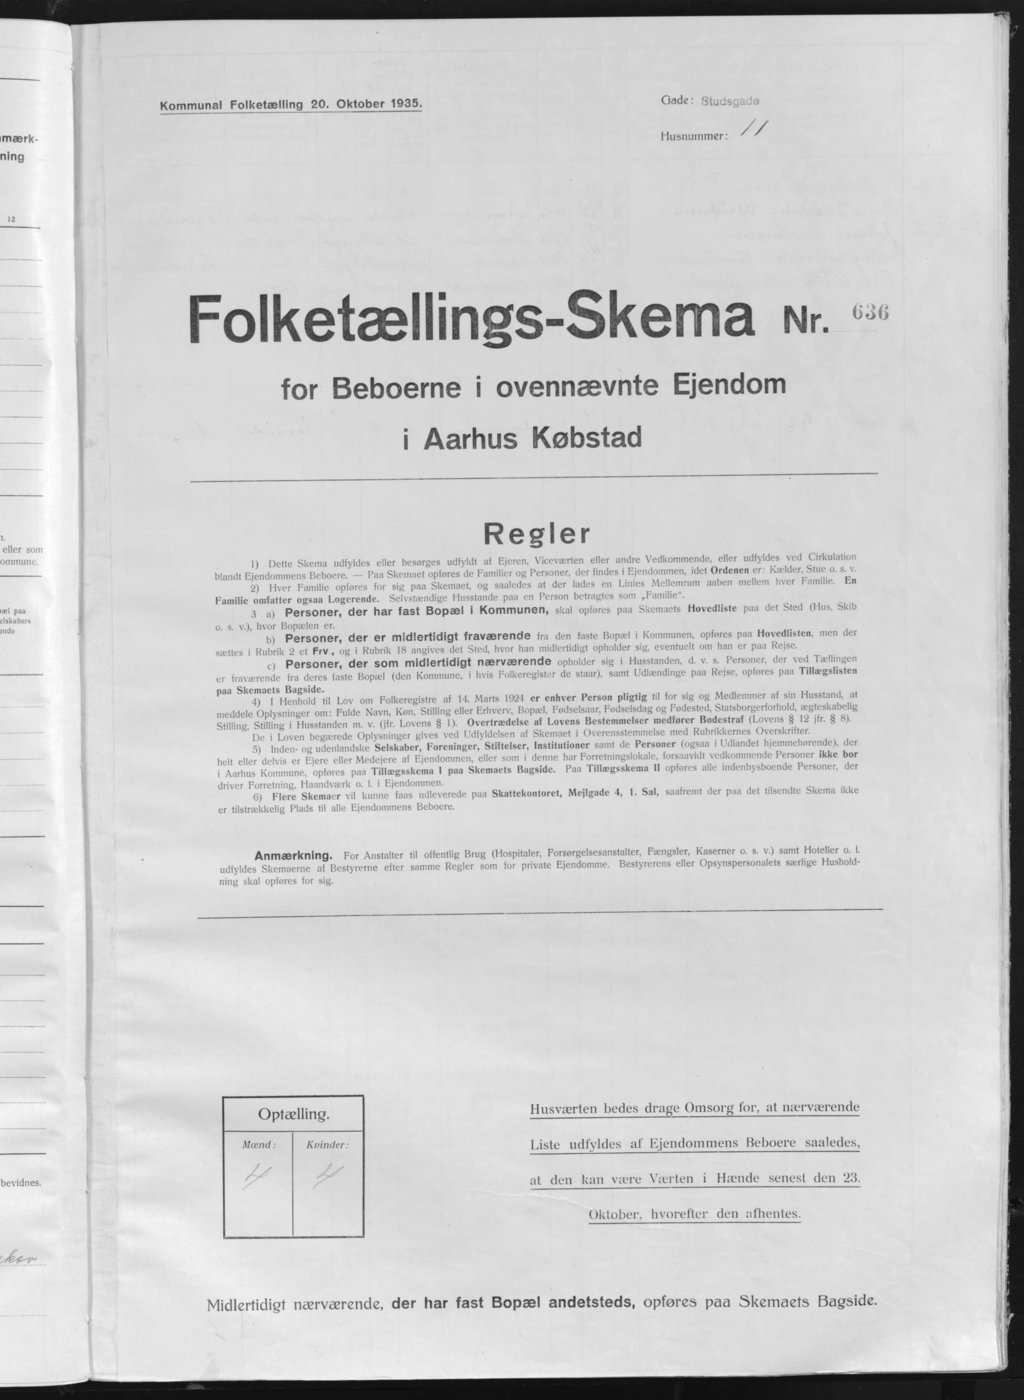 mærk-
ning
12
eller som
ommune.
æl paa
elskabers
ende
bevidnes.
Kommunal Folketælling 20. Oktober 1935.
Gade: Studsgade
Husnummer: 11
Folketællings-Skema Nr. 636
for Beboerne i ovennævnte Ejendom
i Aarhus Købstad
Regler
1) Dette Skema udfyldes eller besørges udfyldt af Ejeren, Viceværten eller andre Vedkommende, eller udfyldes ved Cirkulation
blandt Ejendommens Beboere. — Paa Skemaet opføres de Familier og Personer, der findes i Ejendommen, idet Ordenen er: Kælder, Stue o. s. v.
2) Hver Familie opføres for sig paa Skemaet, og saaledes at der lades en Linies Mellemrum aaben mellem hver Familie. En
Familie omfatter ogsaa Logerende. Selvstændige Husstande paa en Person betragtes som „Familie“.
3 a) Personer, der har fast Bopæl i Kommunen, skal opføres paa Skemaets Hovedliste paa det Sted (Hus, Skib
o. s. v.), hvor Bopælen er.
b) Personer, der er midlertidigt fraværende fra den faste Bopæl i Kommunen, opføres paa Hovedlisten, men der
sættes i Rubrik 2 et Frv., og i Rubrik 18 angives det Sted, hvor han midlertidigt opholder sig, eventuelt om han er paa Rejse.
c) Personer, der som midlertidigt nærværende opholder sig i Husstanden, d. v. s. Personer, der ved Tællingen
er fraværende fra deres faste Bopæl (den Kommune, i hvis Folkeregister de staar), samt Udlændinge paa Rejse, opføres paa Tillægslisten
paa Skemaets Bagside.
4) I Henhold til Lov om Folkeregistre af 14. Marts 1924 er enhver Person pligtig til for sig og Medlemmer af sin Husstand, at
meddele Oplysninger om: Fulde Navn, Køn, Stilling eller Erhverv, Bopæl, Fødselsaar, Fødselsdag og Fødested, Statsborgerforhold, ægteskabelig
Stilling, Stilling i Husstanden m. v. (jfr. Lovens § 1). Overtrædelse af Lovens Bestemmelser medfører Bødestraf (Lovens § 12 jfr. § 8).
De i Loven begærede Oplysninger gives ved Udfyldelsen af Skemaet i Overensstemmelse med Rubrikkernes Overskrifter.
5) Inden- og udenlandske Selskaber, Foreninger, Stiftelser, Institutioner samt de Personer (ogsaa i Udlandet hjemmehørende), der
helt eller delvis er Ejere eller Medejere af Ejendommen, eller som i denne har Forretningslokale, forsaavidt vedkommende Personer ikke bor
i Aarhus Kommune, opføres paa Tillægsskema I paa Skemaets Bagside. Paa Tillægsskema II opføres alle indenbysboende Personer, der
driver Forretning, Haandværk o. l. i Ejendommen.
6) Flere Skemaer vil kunne faas udleverede paa Skattekontoret, Mejlgade 4, 1. Sal, saafremt der paa det tilsendte Skema ikke
er tilstrækkelig Plads til alle Ejendommens Beboere.
Anmærkning. For Anstalter til offentlig Brug (Hospitaler, Forsørgelsesanstalter, Fængsler, Kaserner o. s. v.) samt Hoteller o. l.
udfyldes Skemaerne af Bestyrerne efter samme Regler som for private Ejendomme. Bestyrerens eller Opsynspersonalets særlige Hushold-
ning skal opføres for sig.
Optælling.
Mænd: Kvinder:
4 4
Husværten bedes drage Omsorg for, at nærværende
Liste udfyldes af Ejendommens Beboere saaledes,
at den kan være Værten i Hænde senest den 23.
Oktober, hvorefter den afhentes.
Midlertidigt nærværende, der har fast Bopæl andetsteds, opføres paa Skemaets Bagside.